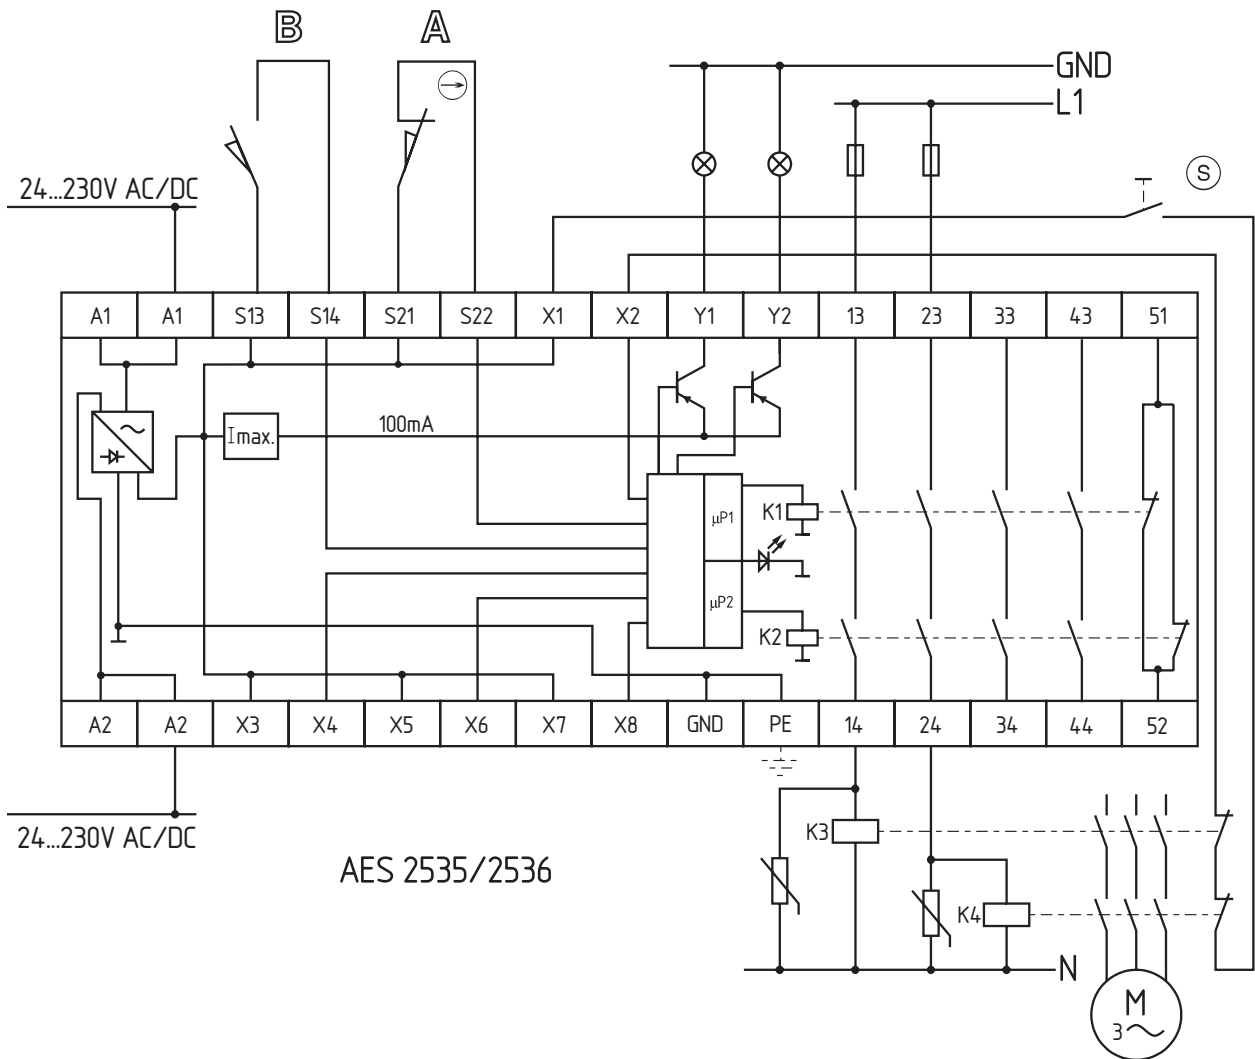 B A
GND
L1
S
24...230V AC/DC
A1 A1 S13 S14 S21 S22 X1 X2 Y1 Y2 13 23 33 43 51
Imax. 100mA
µP1 K1
µP2 K2
A2 A2 X3 X4 X5 X6 X7 X8 GND PE 14 24 34 44 52
24...230V AC/DC
K3
AES 2535/2536
K4
N
M
3